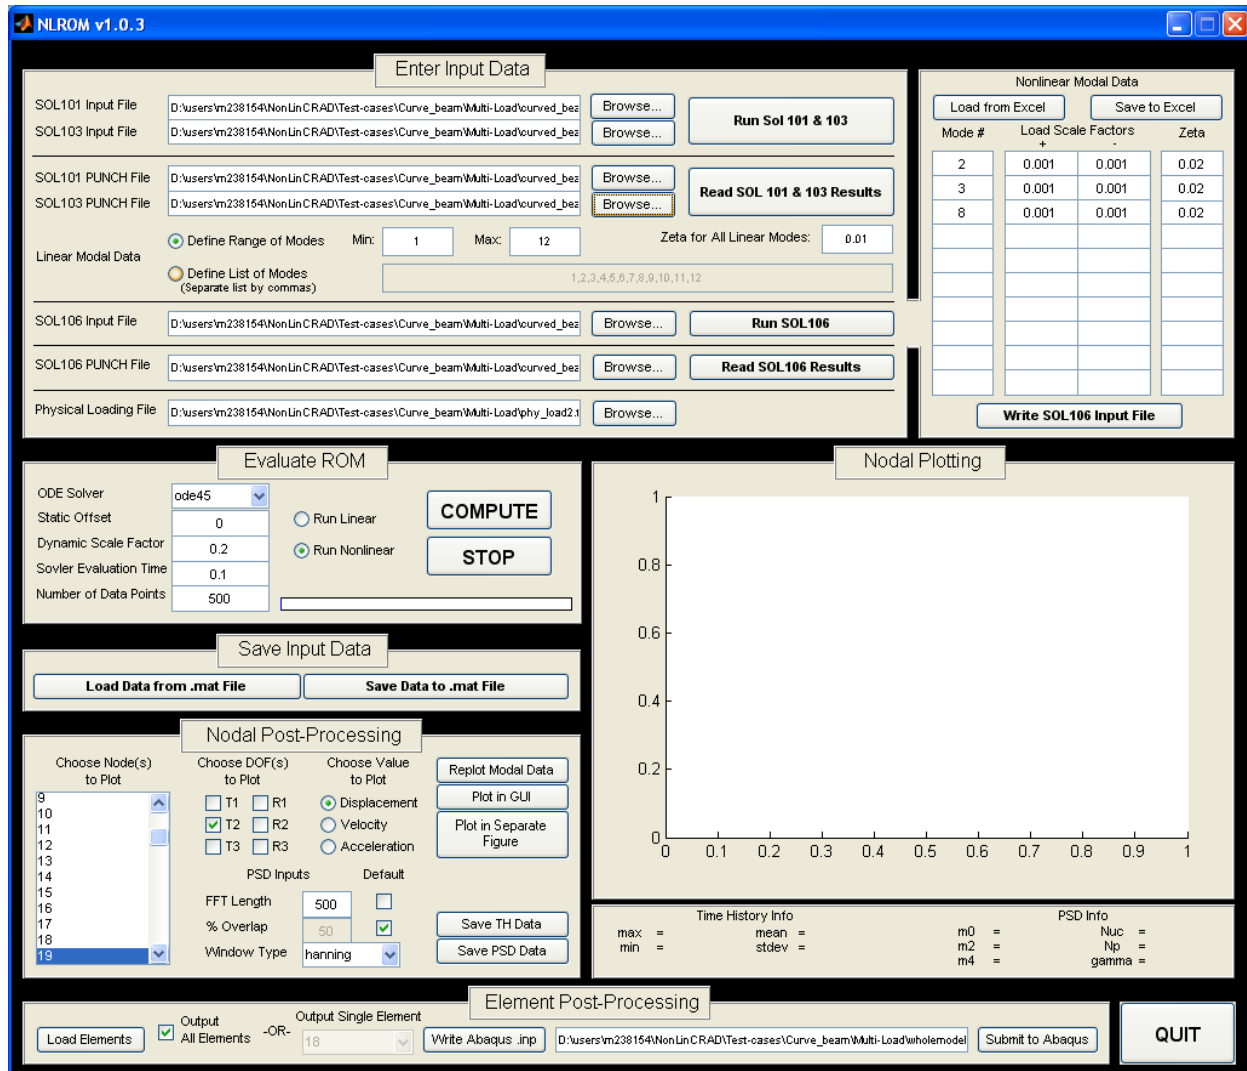 NLROM v1.0.3
Enter Input Data
SOL101 Input File D:\users\m238154\NonLinCRAD\Test-cases\Curve_beam\Multi-Load\curved_bea Browse...
SOL103 Input File D:\users\m238154\NonLinCRAD\Test-cases\Curve_beam\Multi-Load\curved_bea Browse...
Run Sol 101 & 103
SOL101 PUNCH File D:\users\m238154\NonLinCRAD\Test-cases\Curve_beam\Multi-Load\curved_bea Browse...
SOL103 PUNCH File D:\users\m238154\NonLinCRAD\Test-cases\Curve_beam\Multi-Load\curved_bea Browse...
Read SOL 101 & 103 Results
Linear Modal Data
Define Range of Modes Min: 1 Max: 12 Zeta for All Linear Modes: 0.01
Define List of Modes
(Separate list by commas)
1,2,3,4,5,6,7,8,9,10,11,12
SOL106 Input File D:\users\m238154\NonLinCRAD\Test-cases\Curve_beam\Multi-Load\curved_bea Browse... Run SOL106
SOL106 PUNCH File D:\users\m238154\NonLinCRAD\Test-cases\Curve_beam\Multi-Load\curved_bea Browse... Read SOL106 Results
Physical Loading File D:\users\m238154\NonLinCRAD\Test-cases\Curve_beam\Multi-Load\phy_load2.t Browse...
Nonlinear Modal Data
Load from Excel Save to Excel
Mode # Load Scale Factors Zeta
+ -
2 0.001 0.001 0.02
3 0.001 0.001 0.02
8 0.001 0.001 0.02
Write SOL106 Input File
Evaluate ROM
ODE Solver ode45
Static Offset 0
Dynamic Scale Factor 0.2
Sovler Evaluation Time 0.1
Number of Data Points 500
Run Linear
Run Nonlinear
COMPUTE
STOP
Save Input Data
Load Data from .mat File Save Data to .mat File
Nodal Post-Processing
Choose Node(s)
to Plot
9
10
11
12
13
14
15
16
17
18
19
Choose DOF(s)
to Plot
T1 R1
T2 R2
T3 R3
Choose Value
to Plot
Displacement
Velocity
Acceleration
Replot Modal Data
Plot in GUI
Plot in Separate
Figure
PSD Inputs Default
FFT Length 500
% Overlap 50
Window Type hanning
Save TH Data
Save PSD Data
Nodal Plotting
1
0.8
0.6
0.4
0.2
0
0 0.1 0.2 0.3 0.4 0.5 0.6 0.7 0.8 0.9 1
Time History Info PSD Info
max = mean = m0 = Nuc =
min = stdev = m2 = Np =
m4 = gamma =
Element Post-Processing
Load Elements
Output
All Elements
-OR-
Output Single Element
18
Write Abaqus .inp D:\users\m238154\NonLinCRAD\Test-cases\Curve_beam\Multi-Load\wholemodel Submit to Abaqus
QUIT